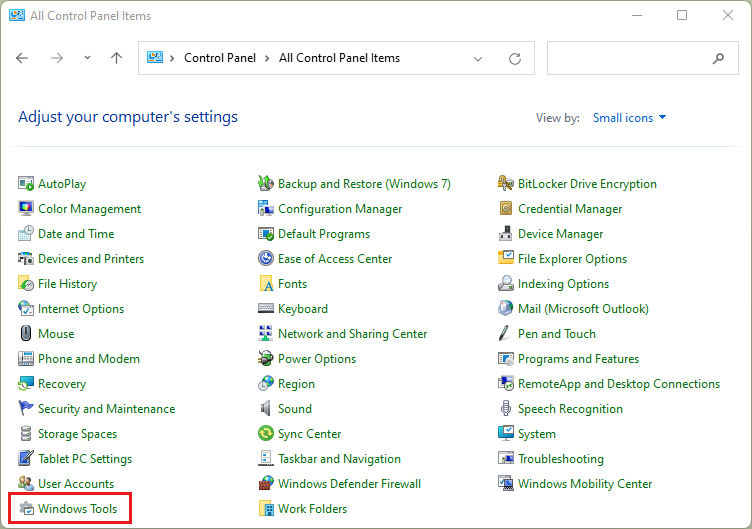 All Control Panel Items
Control Panel > All Control Panel Items
Adjust your computer's settings
View by: Small icons
AutoPlay
Backup and Restore (Windows 7)
BitLocker Drive Encryption
Color Management
Configuration Manager
Credential Manager
Date and Time
Default Programs
Device Manager
Devices and Printers
Ease of Access Center
File Explorer Options
File History
Fonts
Indexing Options
Internet Options
Keyboard
Mail (Microsoft Outlook)
Mouse
Network and Sharing Center
Pen and Touch
Phone and Modem
Power Options
Programs and Features
Recovery
Region
RemoteApp and Desktop Connections
Security and Maintenance
Sound
Speech Recognition
Storage Spaces
Sync Center
System
Tablet PC Settings
Taskbar and Navigation
Troubleshooting
User Accounts
Windows Defender Firewall
Windows Mobility Center
Windows Tools
Work Folders